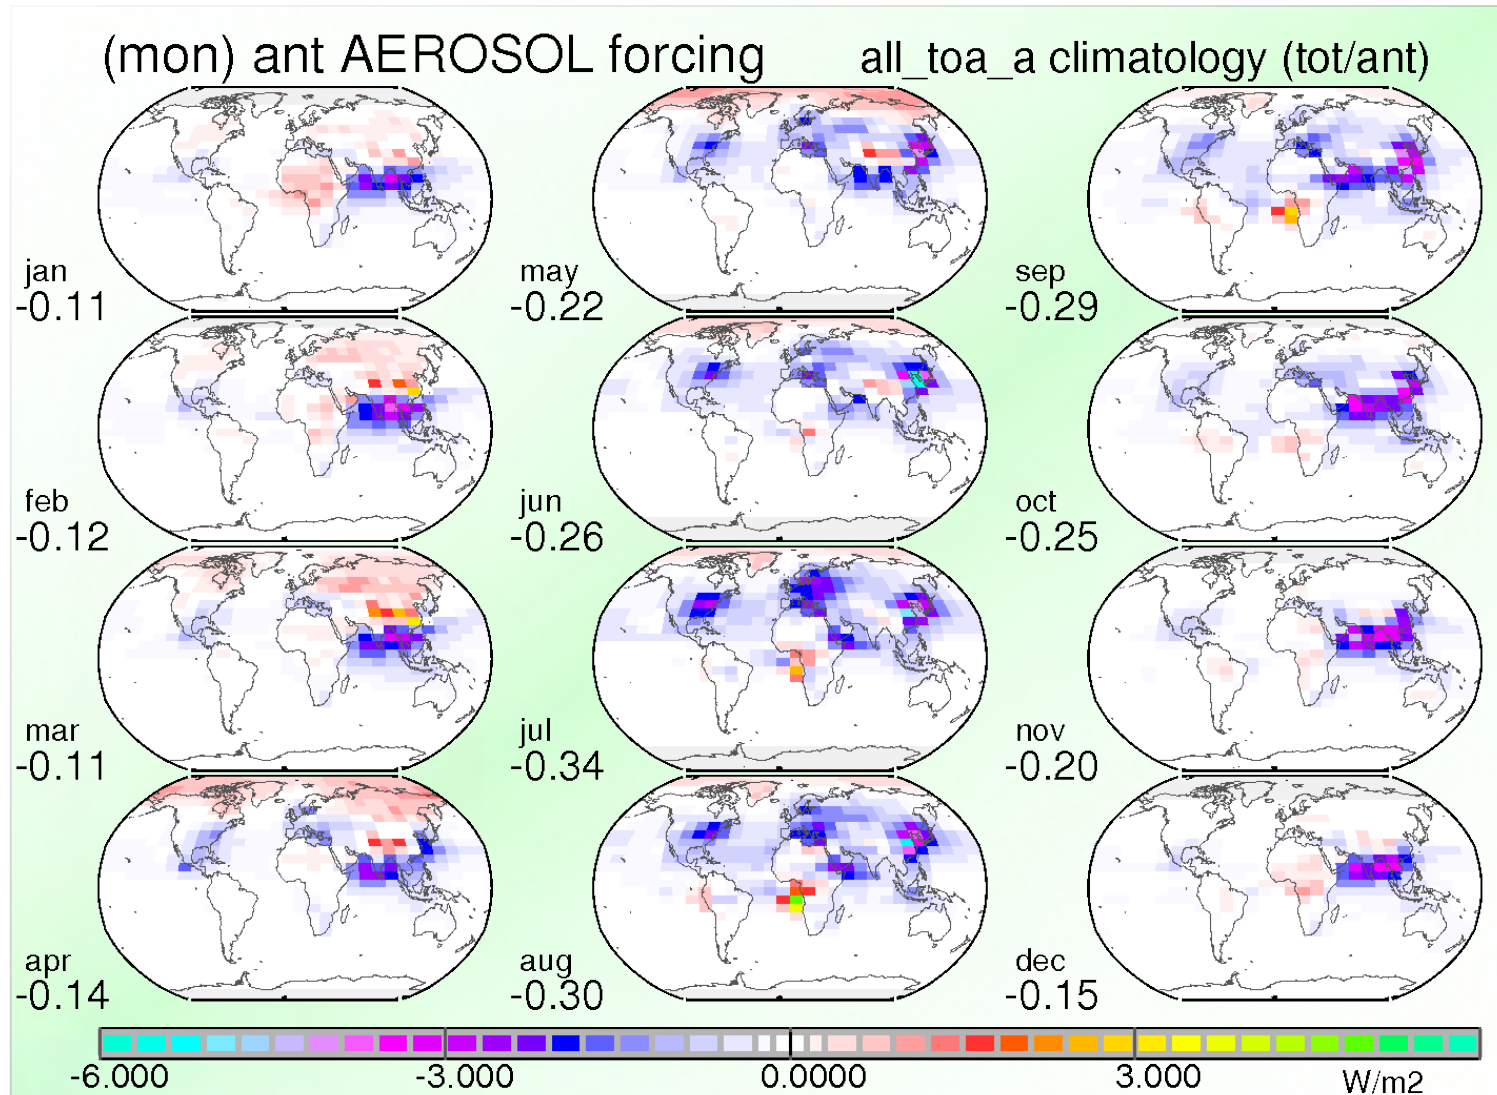 (mon) ant AEROSOL forcing all_toa_a climatology (tot/ant)
jan
-0.11
may
-0.22
sep
-0.29
feb
-0.12
jun
-0.26
oct
-0.25
mar
-0.11
jul
-0.34
nov
-0.20
apr
-0.14
aug
-0.30
dec
-0.15
-6.000 -3.000 0.0000 3.000 W/m2